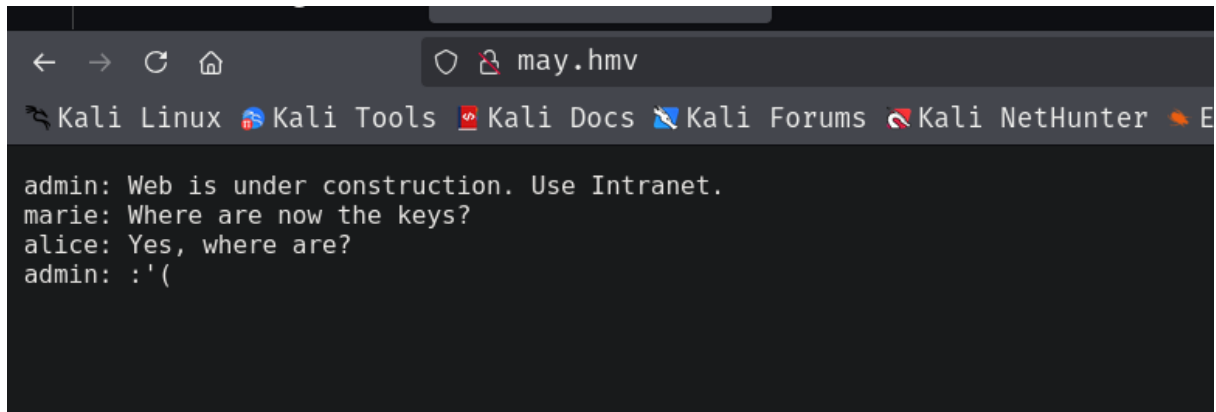 may.hmv
Kali Linux Kali Tools Kali Docs Kali Forums Kali NetHunter E
admin: Web is under construction. Use Intranet.
marie: Where are now the keys?
alice: Yes, where are?
admin: :'(